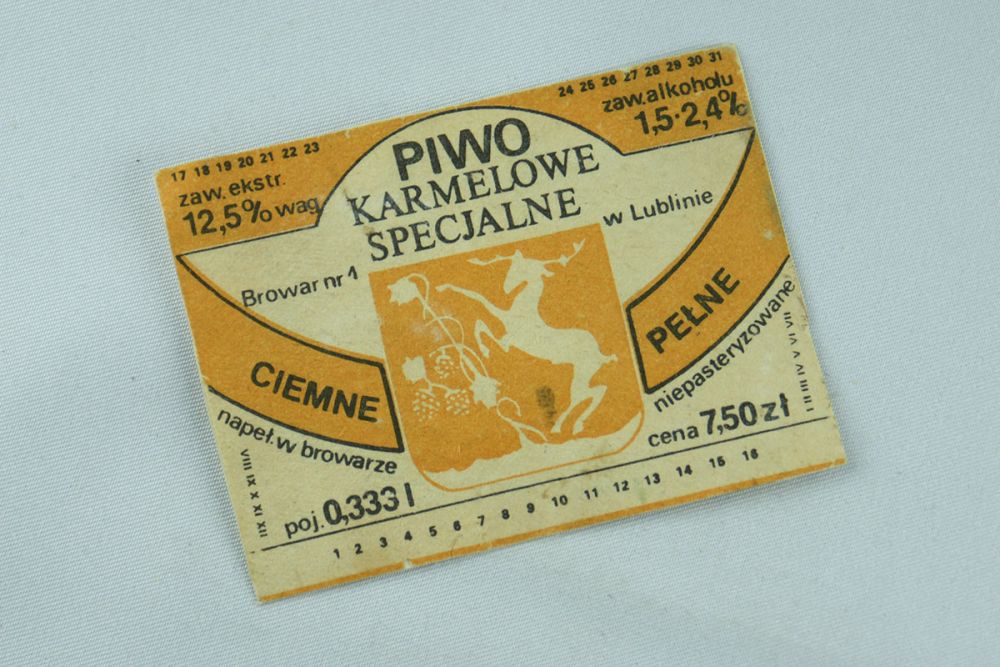 17 18 19 20 21 22 23
24 25 26 27 28 29 30 31
zaw. ekstr.
12,5% wag
zaw. alkoholu
1,5-2,4%
PIWO
KARMELOWE
SPECJALNE
Browar nr 1
w Lublinie
CIEMNE
PEŁNE
napeł. w browarze
niepasteryzowane
VIII IX X XI XII
I II III IV V VI VII
poj. 0,333 l
cena 7,50 zł
1 2 3 4 5 6 7 8 9 10 11 12 13 14 15 16